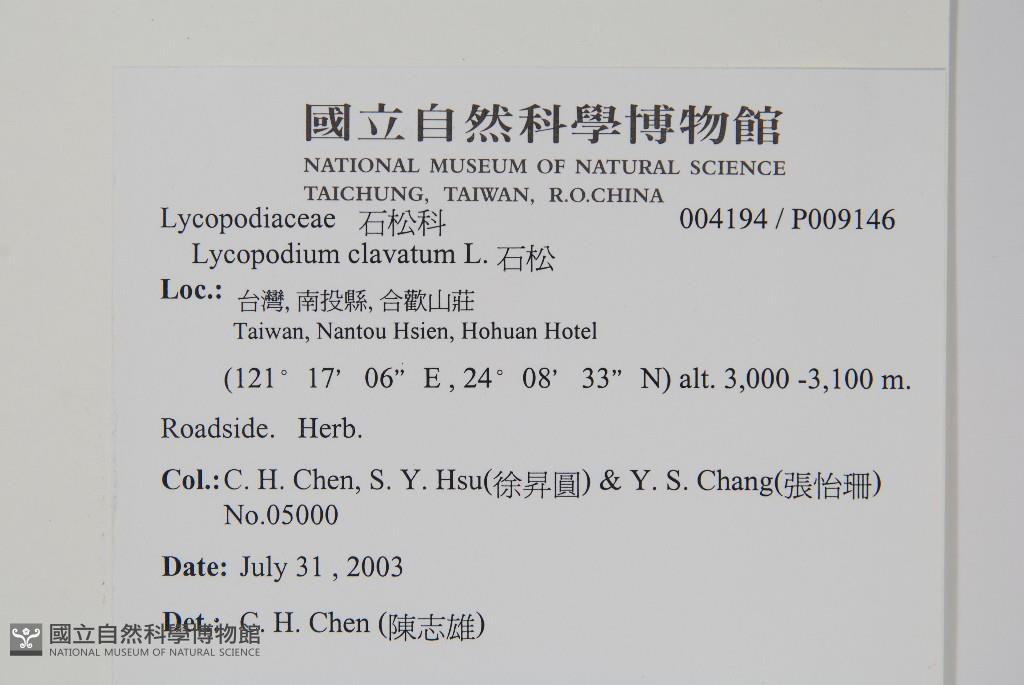 國立自然科學博物館
NATIONAL MUSEUM OF NATURAL SCIENCE
TAICHUNG, TAIWAN, R.O.CHINA
Lycopodiaceae 石松科 004194 / P009146
Lycopodium clavatum L. 石松
Loc.: 台灣, 南投縣, 合歡山莊
Taiwan, Nantou Hsien, Hohuan Hotel
(121° 17’ 06” E , 24° 08’ 33” N) alt. 3,000 -3,100 m.
Roadside. Herb.
Col.: C. H. Chen, S. Y. Hsu(徐昇圓) & Y. S. Chang(張怡珊)
No.05000
Date: July 31 , 2003
Det.: C. H. Chen (陳志雄)
國立自然科學博物館
NATIONAL MUSEUM OF NATURAL SCIENCE